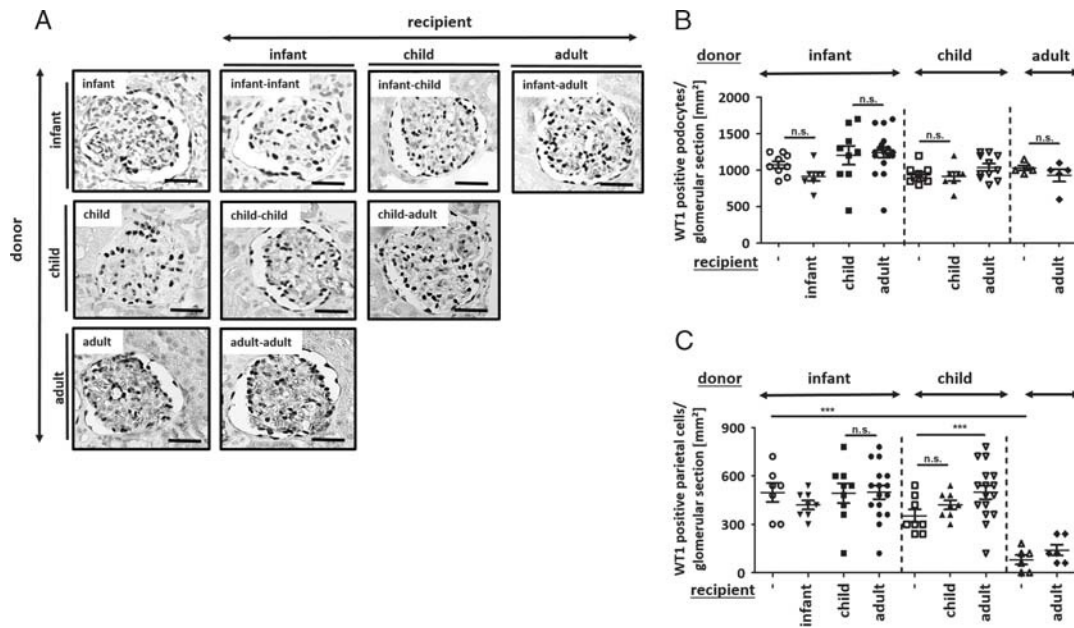 A
recipient
infant
child
adult
donor
infant
infant
infant-infant
infant-child
infant-adult
child
child
child-child
child-adult
adult
adult
adult-adult
B
donor
infant
child
adult
WT1 positive podocytes/
glomerular section [mm²]
2000
1500
1000
500
0
n.s.
n.s.
n.s.
n.s.
recipient
-
infant
child
adult
-
child
adult
-
adult
C
donor
infant
child
WT1 positive parietal cells/
glomerular section [mm²]
900
600
300
0
***
n.s.
n.s.
***
recipient
-
infant
child
adult
-
child
adult
-
adult